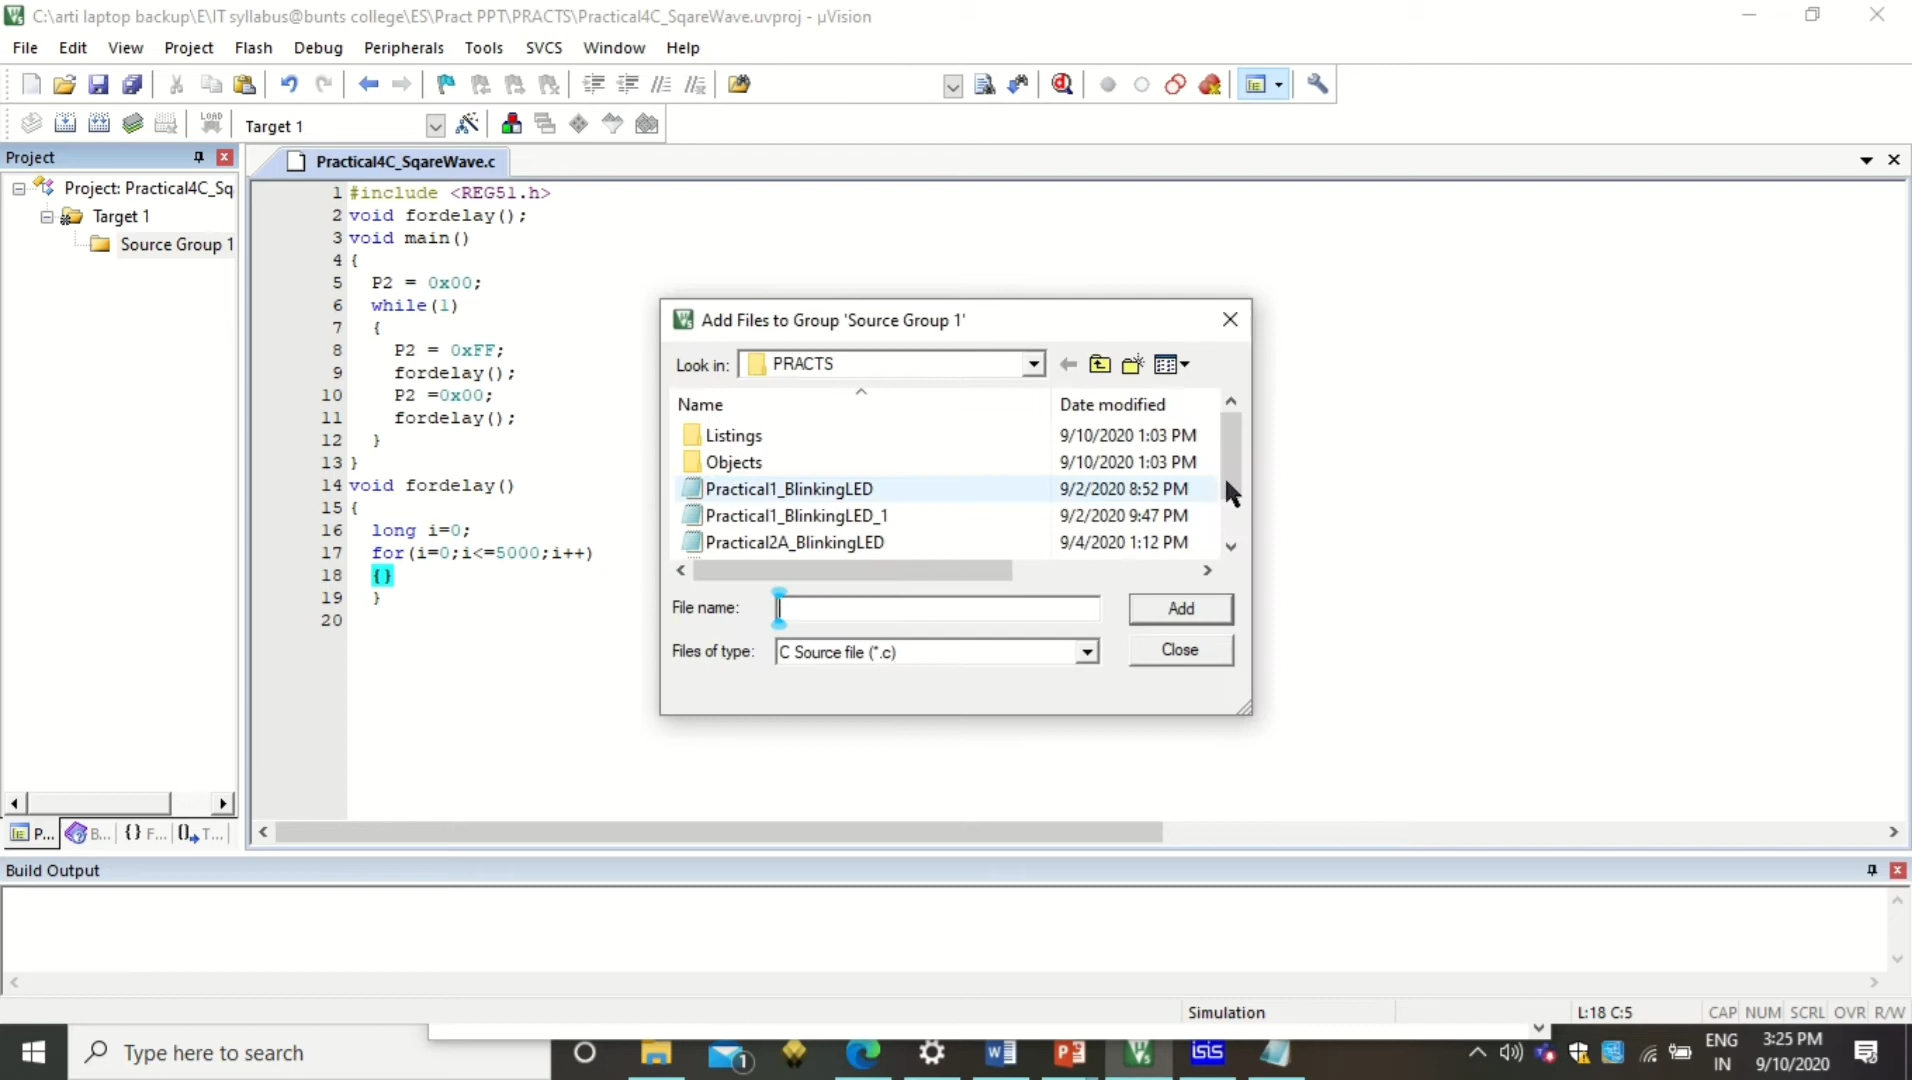 C:\arti laptop backup\E\IT syllabus@bunts college\ES\Pract PPT\PRACTS\Practical4C_SqareWave.uvproj - µVision
File Edit View Project Flash Debug Peripherals Tools SVCS Window Help
LOAD Target 1
Project
Practical4C_SqareWave.c
Project: Practical4C_Sq
Target 1
Source Group 1
1 #include <REG51.h>
2 void fordelay();
3 void main()
4 {
5 P2 = 0x00;
6 while(1)
7 {
8 P2 = 0xFF;
9 fordelay();
10 P2 =0x00;
11 fordelay();
12 }
13 }
14 void fordelay()
15 {
16 long i=0;
17 for(i=0;i<=5000;i++)
18 {}
19 }
20
Add Files to Group 'Source Group 1'
Look in: PRACTS
Name Date modified
Listings 9/10/2020 1:03 PM
Objects 9/10/2020 1:03 PM
Practical1_BlinkingLED 9/2/2020 8:52 PM
Practical1_BlinkingLED_1 9/2/2020 9:47 PM
Practical2A_BlinkingLED 9/4/2020 1:12 PM
File name: Add
Files of type: C Source file (*.c) Close
P... B... {} F... T...
Build Output
Simulation L:18 C:5 CAP NUM SCRL OVR R/W
Type here to search
1
isis
ENG
IN
3:25 PM
9/10/2020